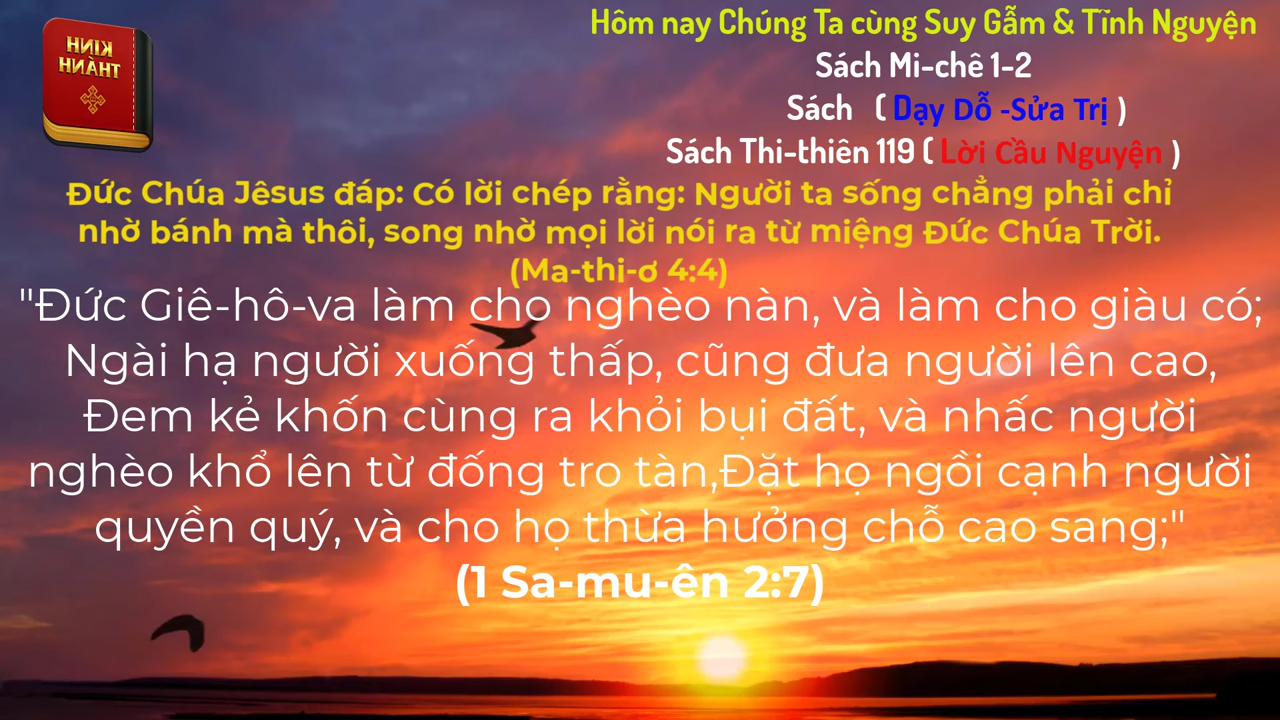 KINH
THÀNH
Hôm nay Chúng Ta cùng Suy Gẫm & Tĩnh Nguyện
Sách Mi-chê 1-2
Sách ( Dạy Dỗ -Sửa Trị )
Sách Thi-thiên 119 ( Lời Cầu Nguyện )
Đức Chúa Jêsus đáp: Có lời chép rằng: Người ta sống chẳng phải chỉ
nhờ bánh mà thôi, song nhờ mọi lời nói ra từ miệng Đức Chúa Trời.
(Ma-thi-ơ 4:4)
"Đức Giê-hô-va làm cho nghèo nàn, và làm cho giàu có;
Ngài hạ người xuống thấp, cũng đưa người lên cao,
Đem kẻ khốn cùng ra khỏi bụi đất, và nhấc người
nghèo khổ lên từ đống tro tàn,Đặt họ ngồi cạnh người
quyền quý, và cho họ thừa hưởng chỗ cao sang;"
(1 Sa-mu-ên 2:7)